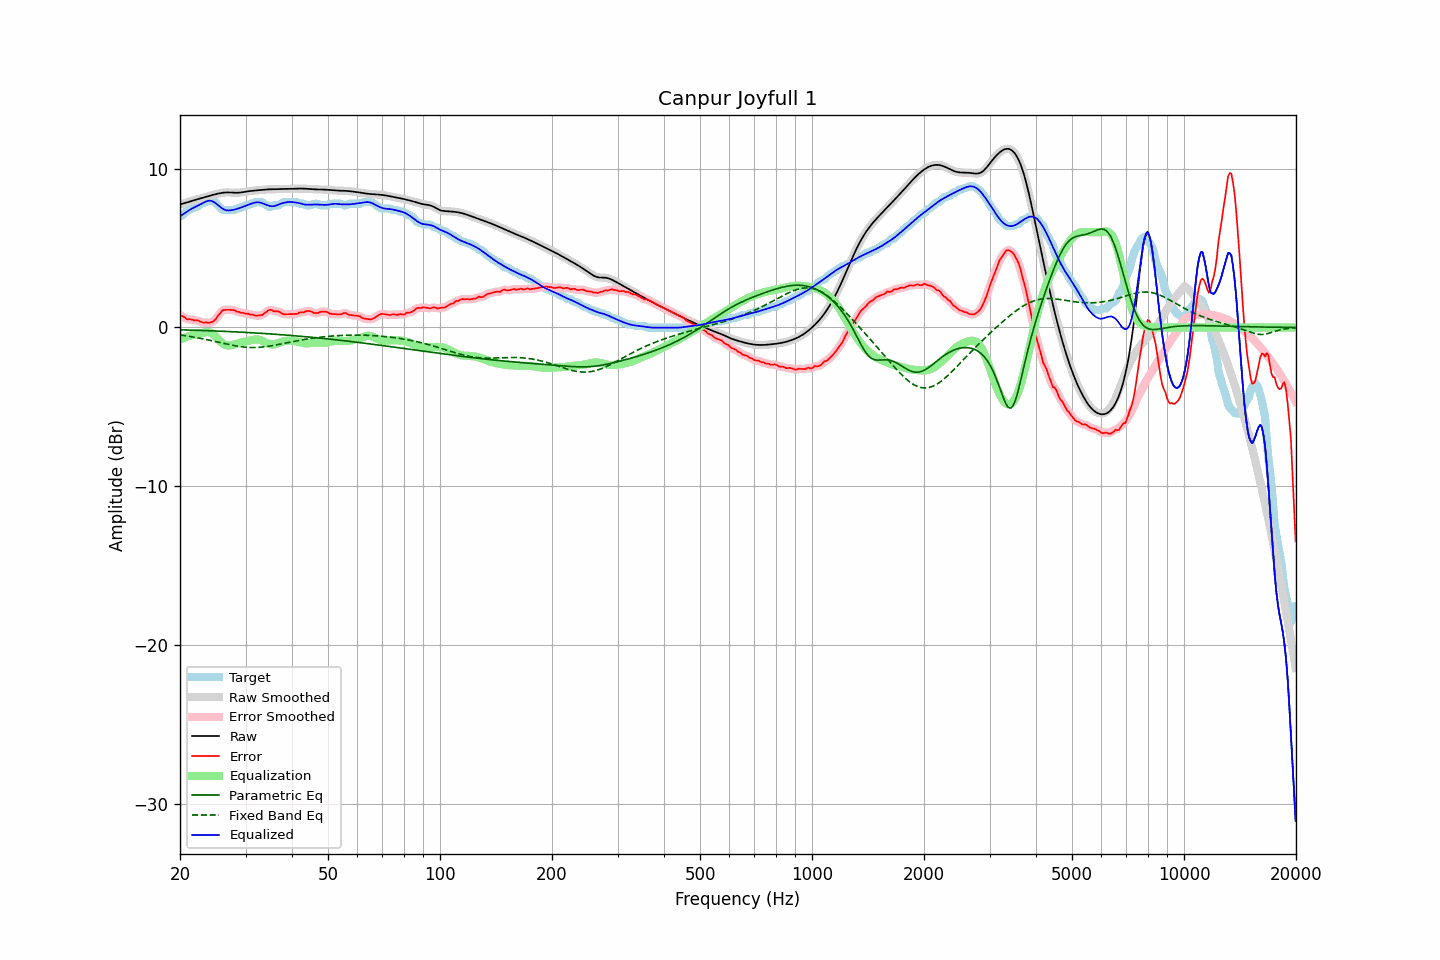 Canpur Joyfull 1
Amplitude (dBr)
10
0
−10
−20
−30
Target
Raw Smoothed
Error Smoothed
Raw
Error
Equalization
Parametric Eq
Fixed Band Eq
Equalized
20 50 100 200 500 1000 2000 5000 10000 20000
Frequency (Hz)